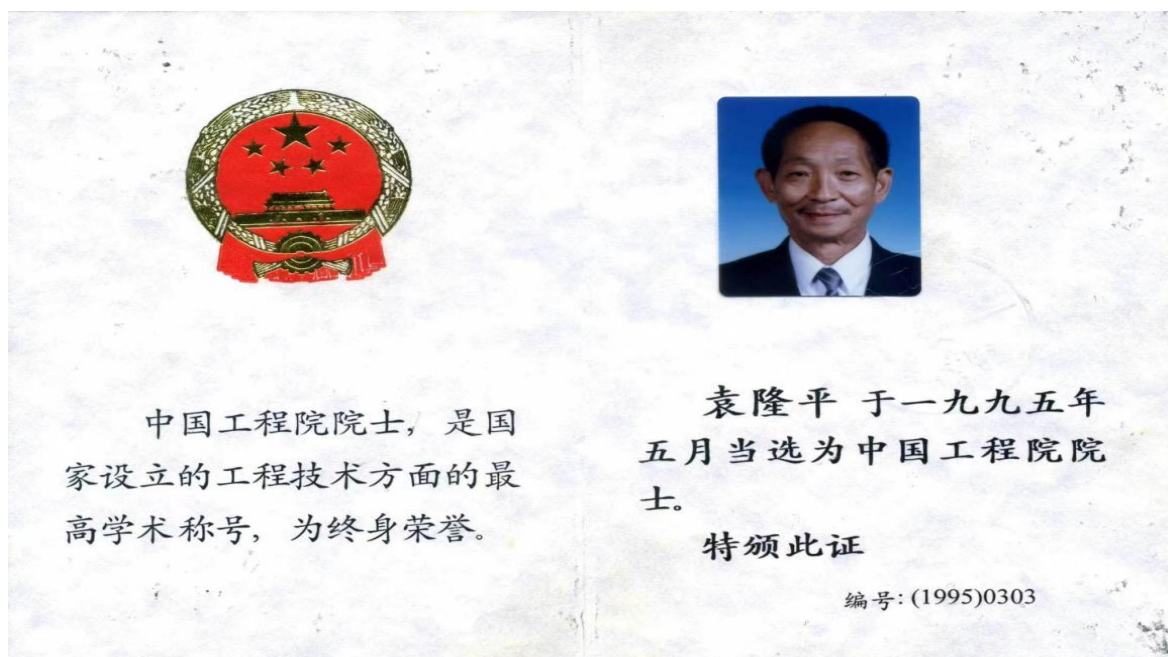 中国工程院院士，是国
家设立的工程技术方面的最
高学术称号，为终身荣誉。
袁隆平 于一九九五年
五月当选为中国工程院院
士。
特颁此证
编号:(1995)0303